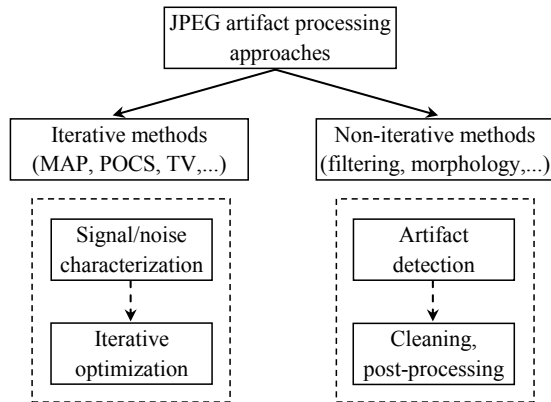 JPEG artifact processing
approaches
Iterative methods
(MAP, POCS, TV,...)
Non-iterative methods
(filtering, morphology,...)
Signal/noise
characterization
Iterative
optimization
Artifact
detection
Cleaning,
post-processing